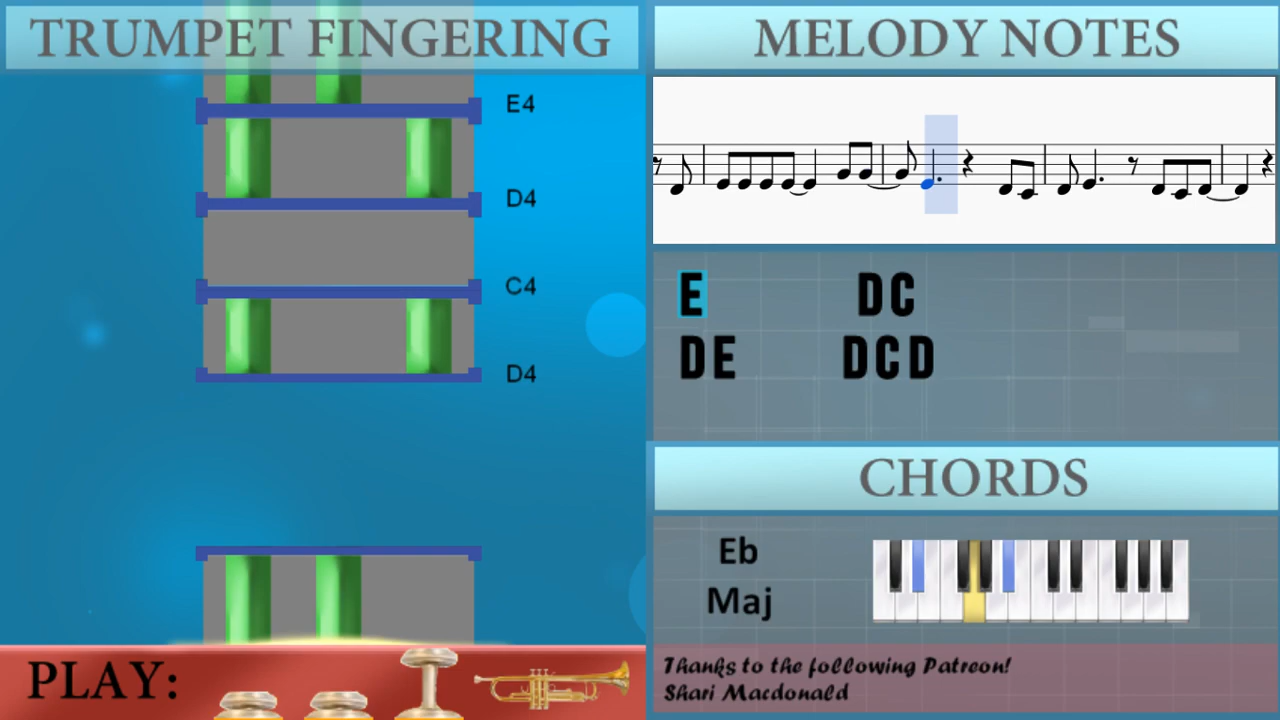 TRUMPET FINGERING
E4
D4
C4
D4
PLAY:
MELODY NOTES
E DC
DE DCD
CHORDS
Eb
Maj
Thanks to the following Patreon!
Shari Macdonald